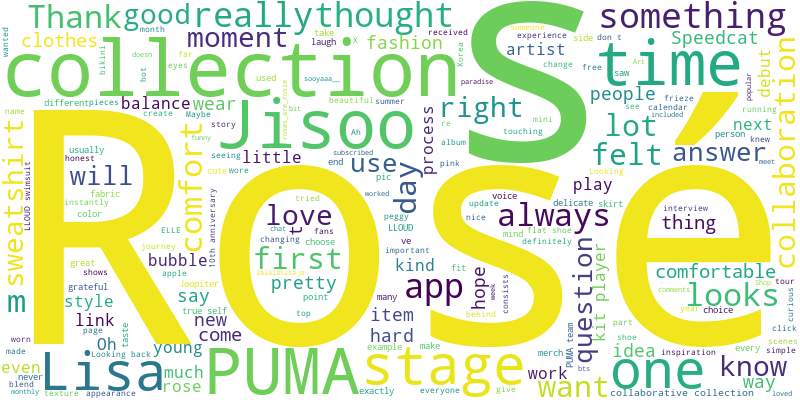 Thank good really thought something
clothes moment fashion artist Speedcat
collection S time
balance wear Jisoo right people debut
Rosé
sweatshirt comfort little use day process lot felt answer next
will love always play thing collaboration
first pretty app hope kind question kit player comfortable
m style bubble say link new come item hard idea looks
Oh young Lisa much rose PUMA stage work want one know way
even
month wanted bikini hot doesn far eyes X laugh take received
used sooyaaa__ beautiful summer Korea someone experience change side don t free saw Art
different pieces create Maybe story Ah bit roses_are_rosie album pink re touching mini
see frieze calendar included popular running paradise
name funny seeing wore cute end subscribed pic voice delicate skirt person knew meet
usually honest fabric instantly color LLOUD swimsuit
tried worked peggy nice update mind flat shoe definitely Looking interview
ELLE journey 10th anniversary chat changing fans choose lalalalisa_m LLOUD ve important
great shows grateful apple Joopiter true self point top many week consists fit behind
inspiration comments Shop year choice tour curious click
page taste made worn Looking back never blend monthly texture appearance
example make exactly everyone give merch bts PUMA team shoe part every simple scenes
collaborative collection loved